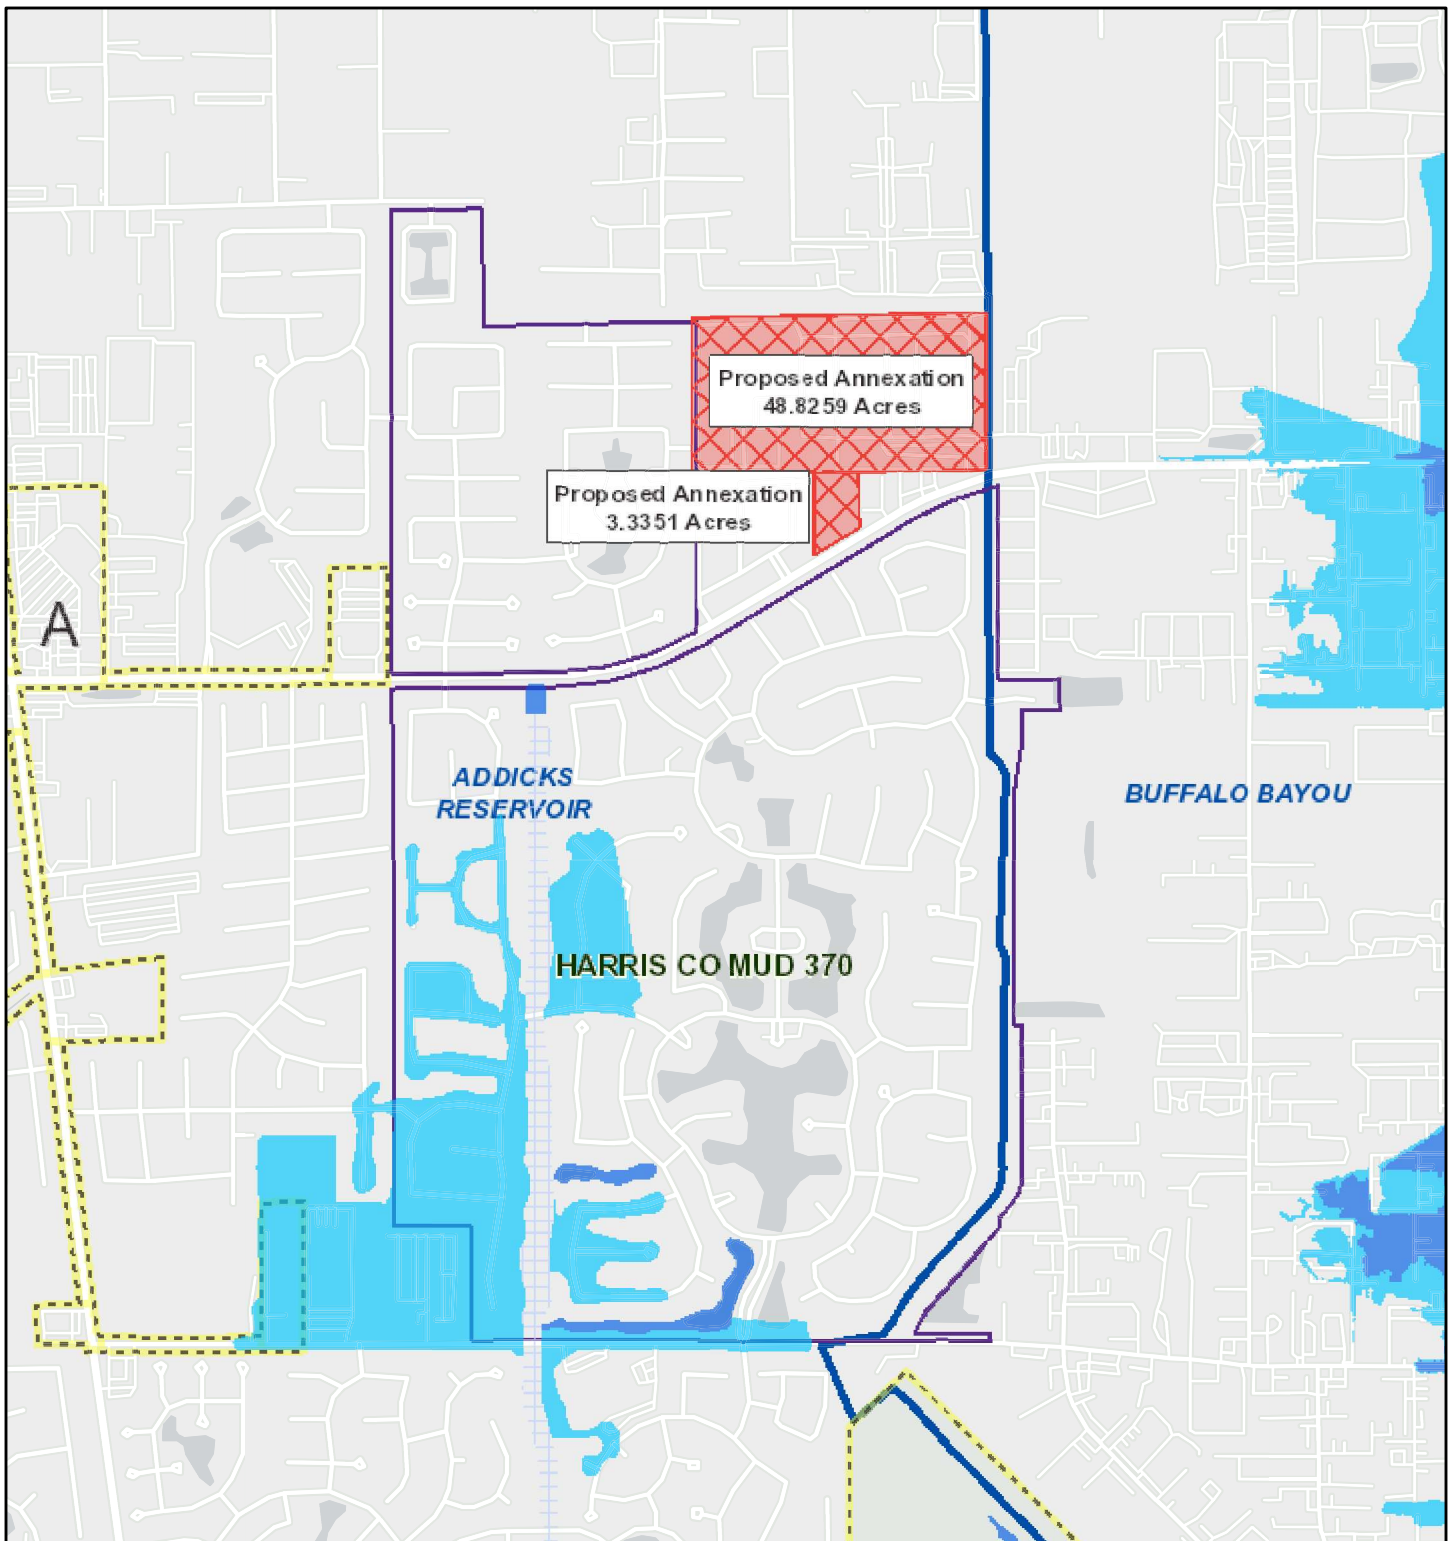 Proposed Annexation
48.8259 Acres
Proposed Annexation
3.3351 Acres
A
ADDICKS
RESERVOIR
BUFFALO BAYOU
HARRIS CO MUD 370